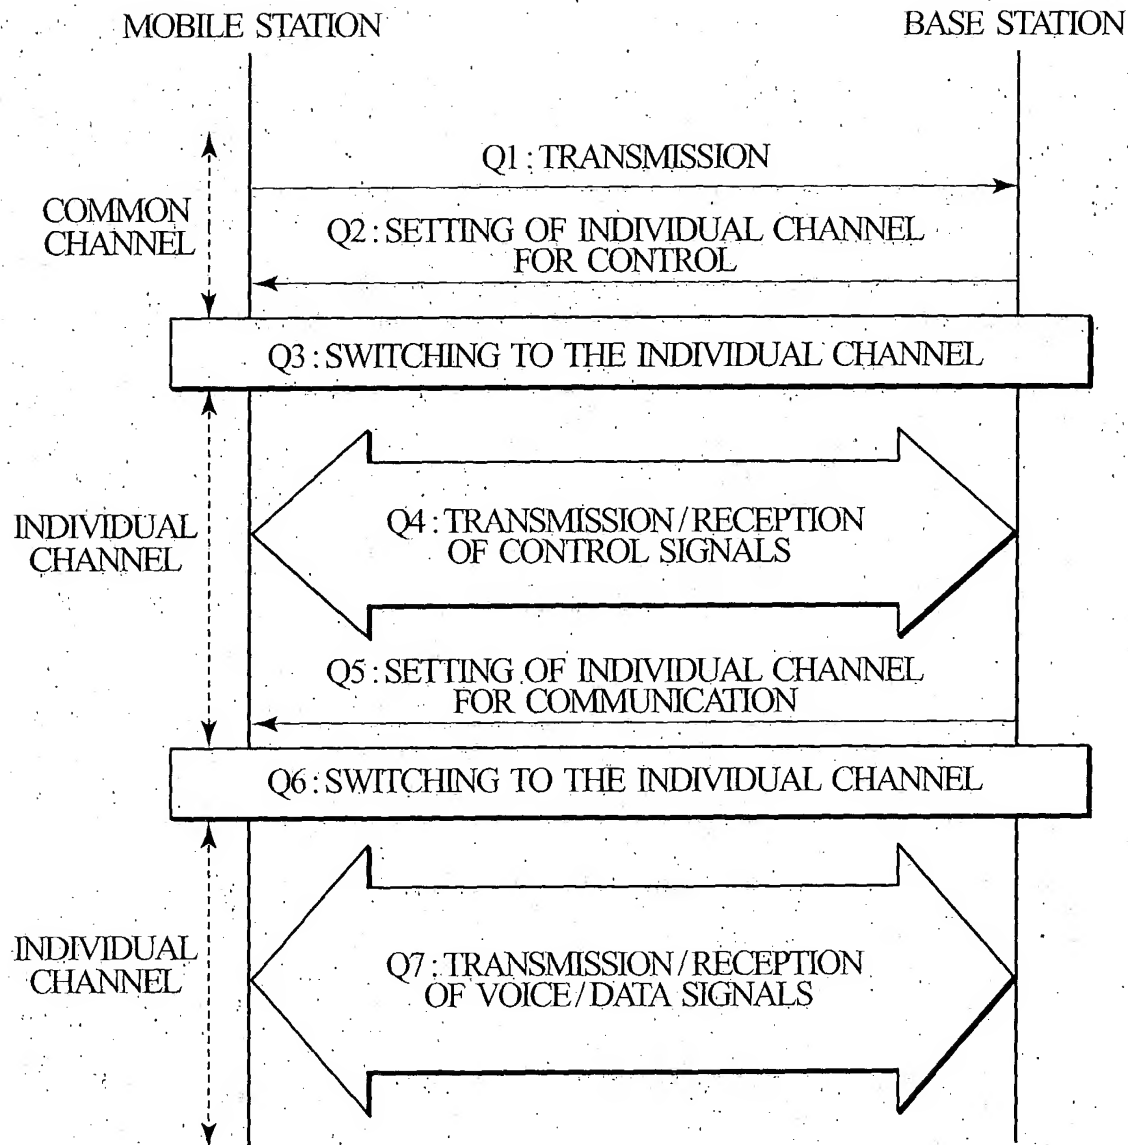 MOBILE STATION
BASE STATION
Q1 : TRANSMISSION
COMMON
CHANNEL
Q2 : SETTING OF INDIVIDUAL CHANNEL
FOR CONTROL
Q3 : SWITCHING TO THE INDIVIDUAL CHANNEL
INDIVIDUAL
CHANNEL
Q4 : TRANSMISSION / RECEPTION
OF CONTROL SIGNALS
Q5 : SETTING OF INDIVIDUAL CHANNEL
FOR COMMUNICATION
Q6 : SWITCHING TO THE INDIVIDUAL CHANNEL
INDIVIDUAL
CHANNEL
Q7 : TRANSMISSION / RECEPTION
OF VOICE / DATA SIGNALS